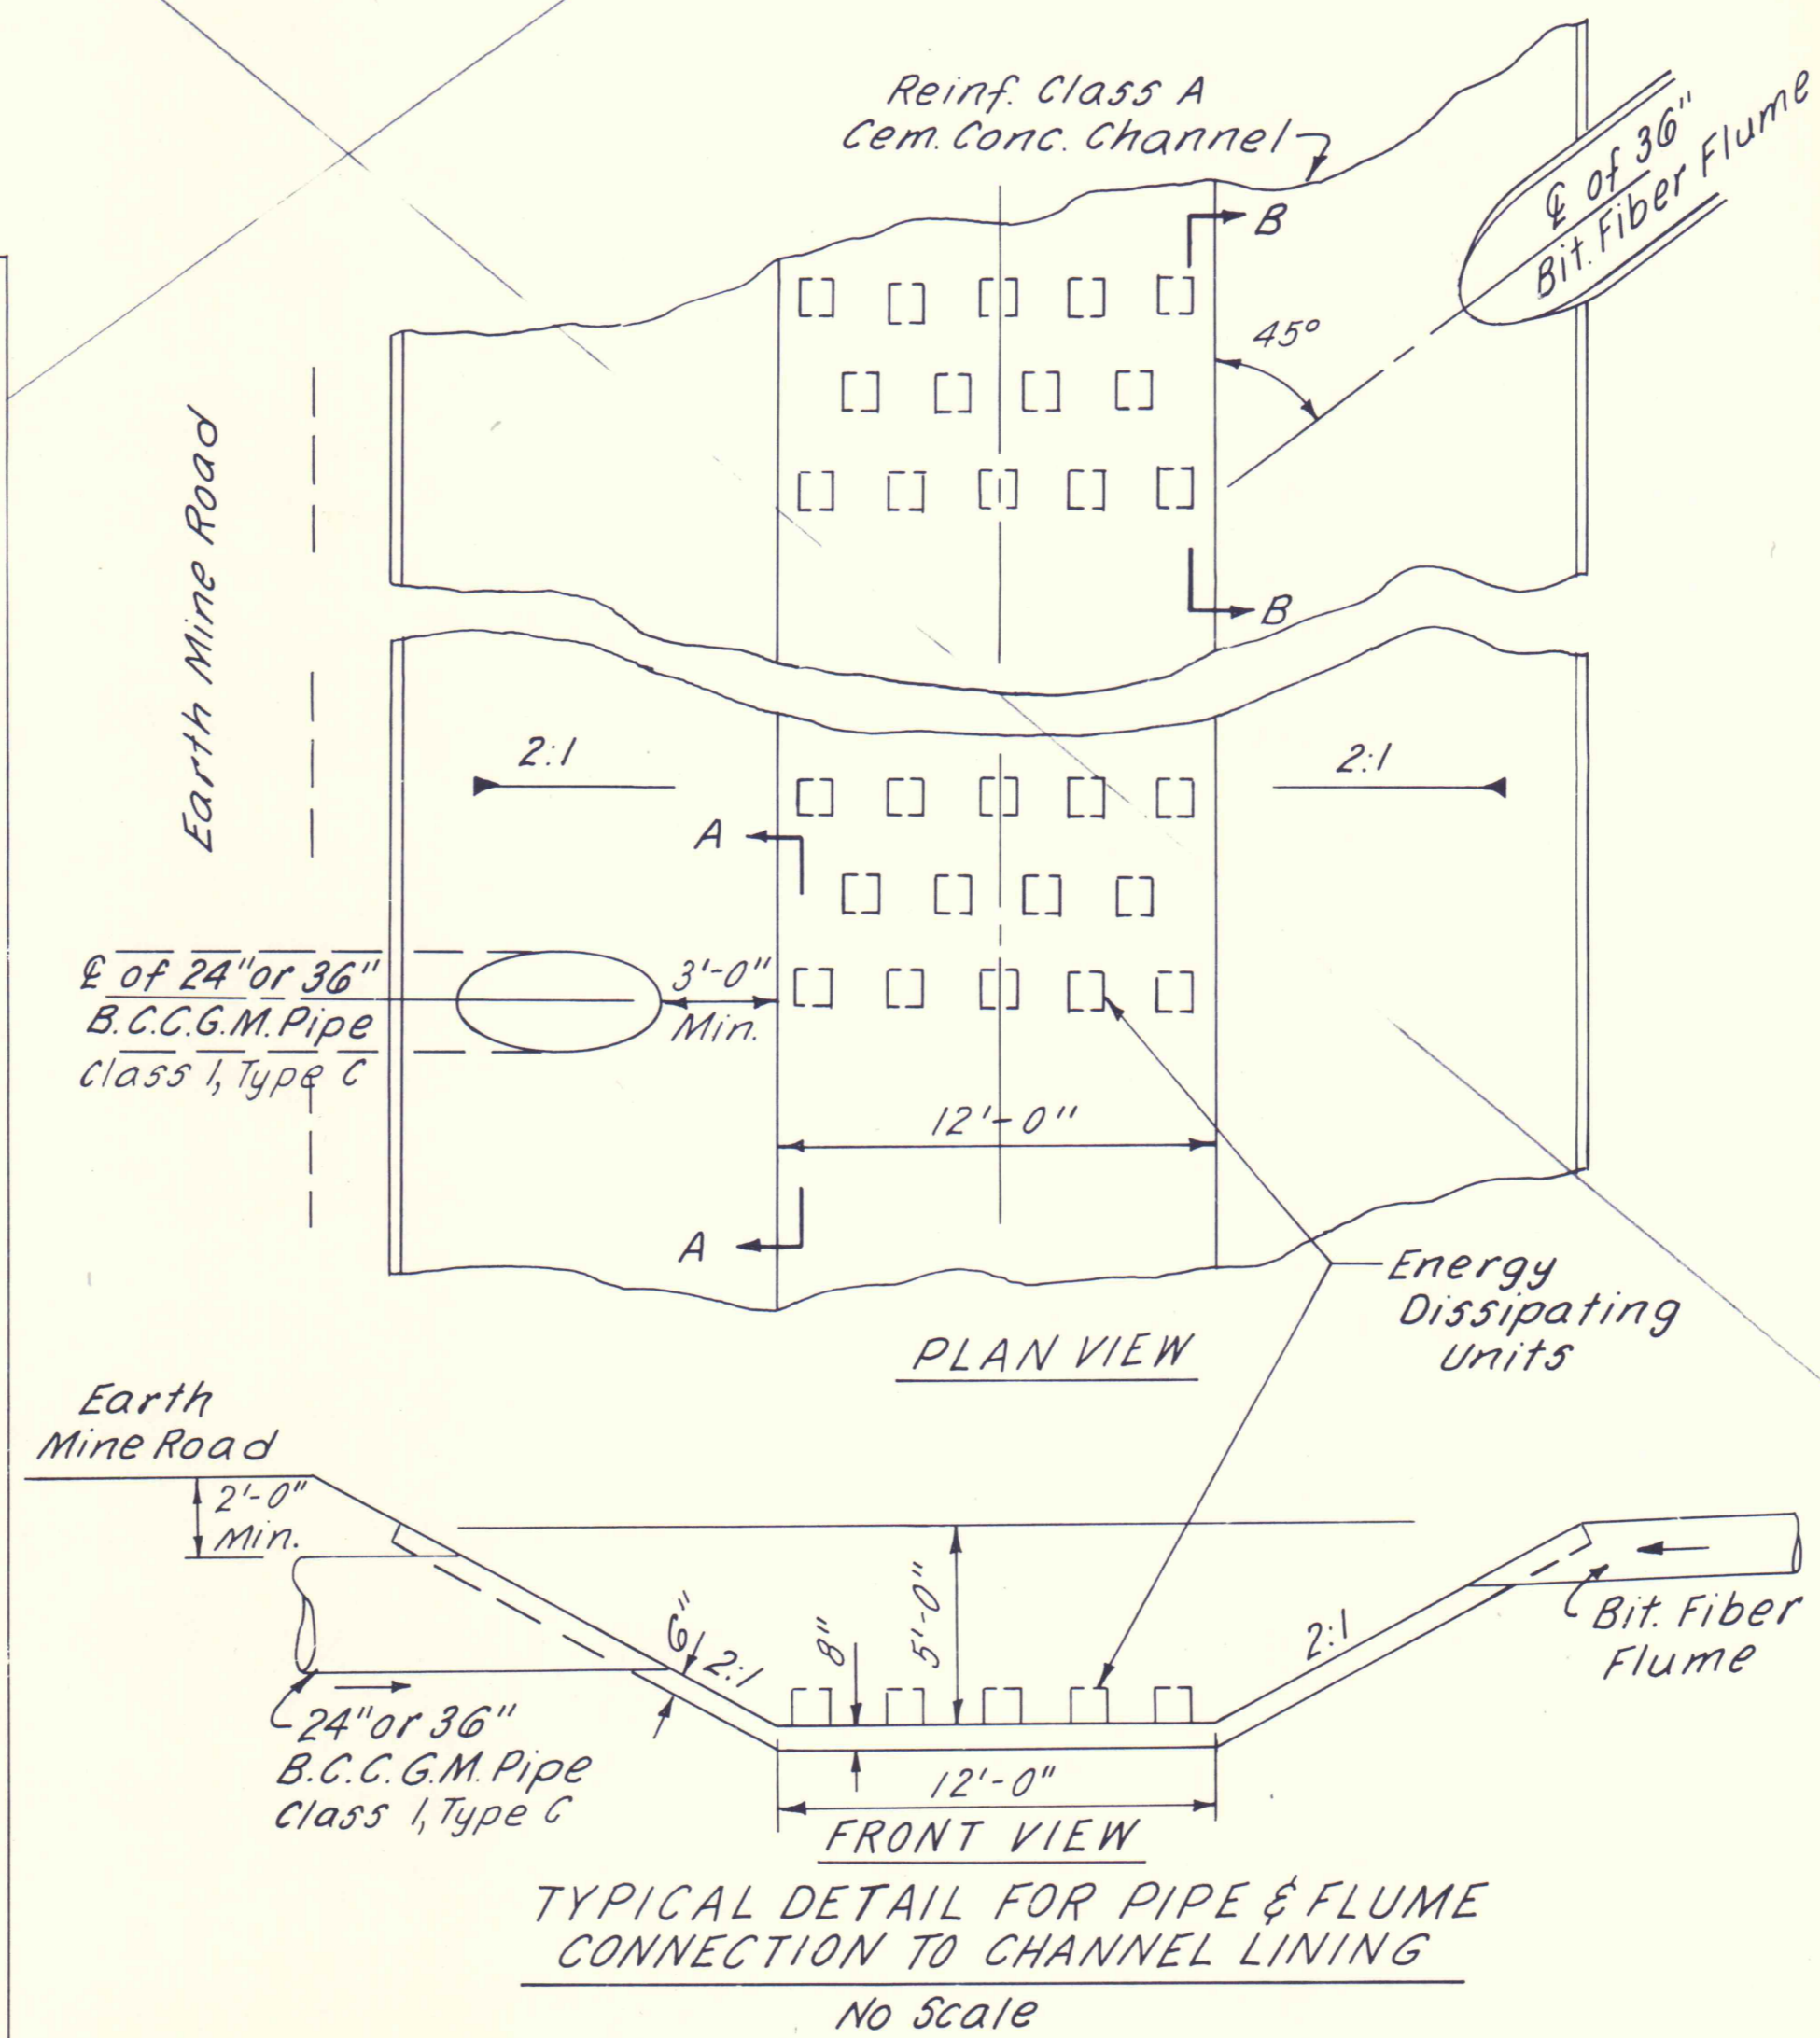 Reinf. Class A
Cem. Conc. Channel
℄ of 36"
Bit. Fiber Flume
B
45°
Earth Mine Road
B
2:1
2:1
A
℄ of 24" or 36"
B.C.C.G.M. Pipe
Class 1, Type C
3'-0"
Min.
12'-0"
A
Energy
Dissipating
Units
PLAN VIEW
Earth
Mine Road
2'-0"
Min.
6"
2:1
8"
5'-0"
2:1
Bit. Fiber
Flume
24" or 36"
B.C.C.G.M. Pipe
Class 1, Type C
12'-0"
FRONT VIEW
TYPICAL DETAIL FOR PIPE & FLUME
CONNECTION TO CHANNEL LINING
No Scale